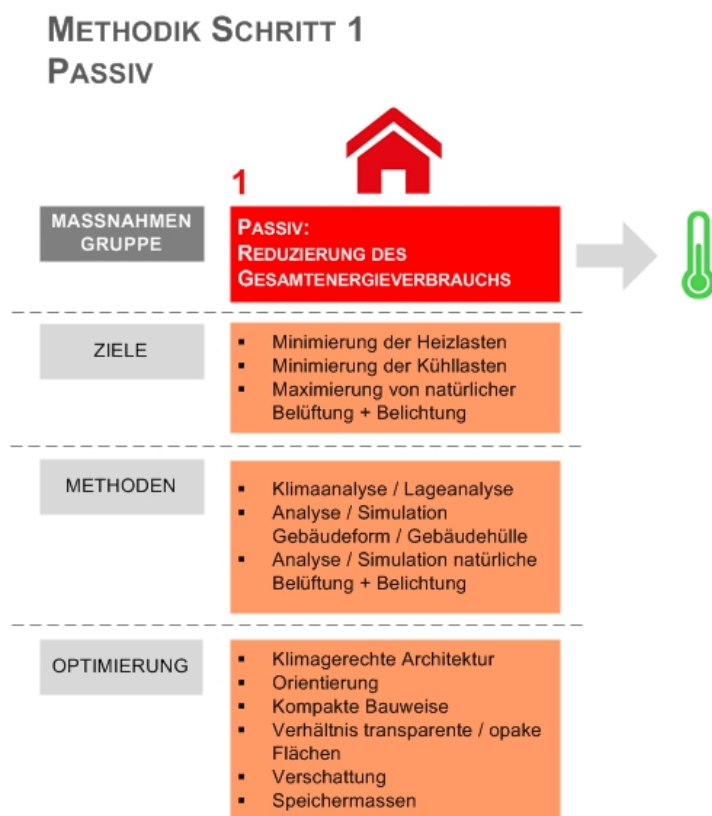 METHODIK SCHRITT 1
PASSIV
1
MASSNAHMEN
GRUPPE
PASSIV:
REDUZIERUNG DES
GESAMTENERGIEVERBRAUCHS
ZIELE
▪ Minimierung der Heizlasten
▪ Minimierung der Kühllasten
▪ Maximierung von natürlicher
Belüftung + Belichtung
METHODEN
▪ Klimaanalyse / Lageanalyse
▪ Analyse / Simulation
Gebäudeform / Gebäudehülle
▪ Analyse / Simulation natürliche
Belüftung + Belichtung
OPTIMIERUNG
▪ Klimagerechte Architektur
▪ Orientierung
▪ Kompakte Bauweise
▪ Verhältnis transparente / opake
Flächen
▪ Verschattung
▪ Speichermassen